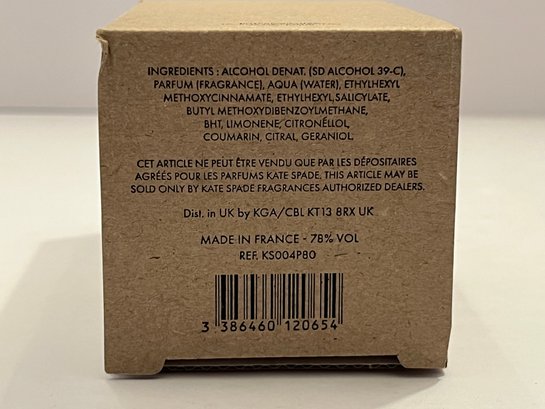 INGREDIENTS : ALCOHOL DENAT. (SD ALCOHOL 39-C),
PARFUM (FRAGRANCE), AQUA (WATER), ETHYLHEXYL
METHOXYCINNAMATE, ETHYLHEXYL SALICYLATE,
BUTYL METHOXYDIBENZOYLMETHANE,
BHT, LIMONENE, CITRONELLOL,
COUMARIN, CITRAL, GERANIOL.
CET ARTICLE NE PEUT ÊTRE VENDU QUE PAR LES DÉPOSITAIRES
AGRÉÉS POUR LES PARFUMS KATE SPADE. THIS ARTICLE MAY BE
SOLD ONLY BY KATE SPADE FRAGRANCES AUTHORIZED DEALERS.
Dist. in UK by KGA/CBL KT13 8RX UK
MADE IN FRANCE - 78% VOL
REF. KS004P80
3 386460 120654